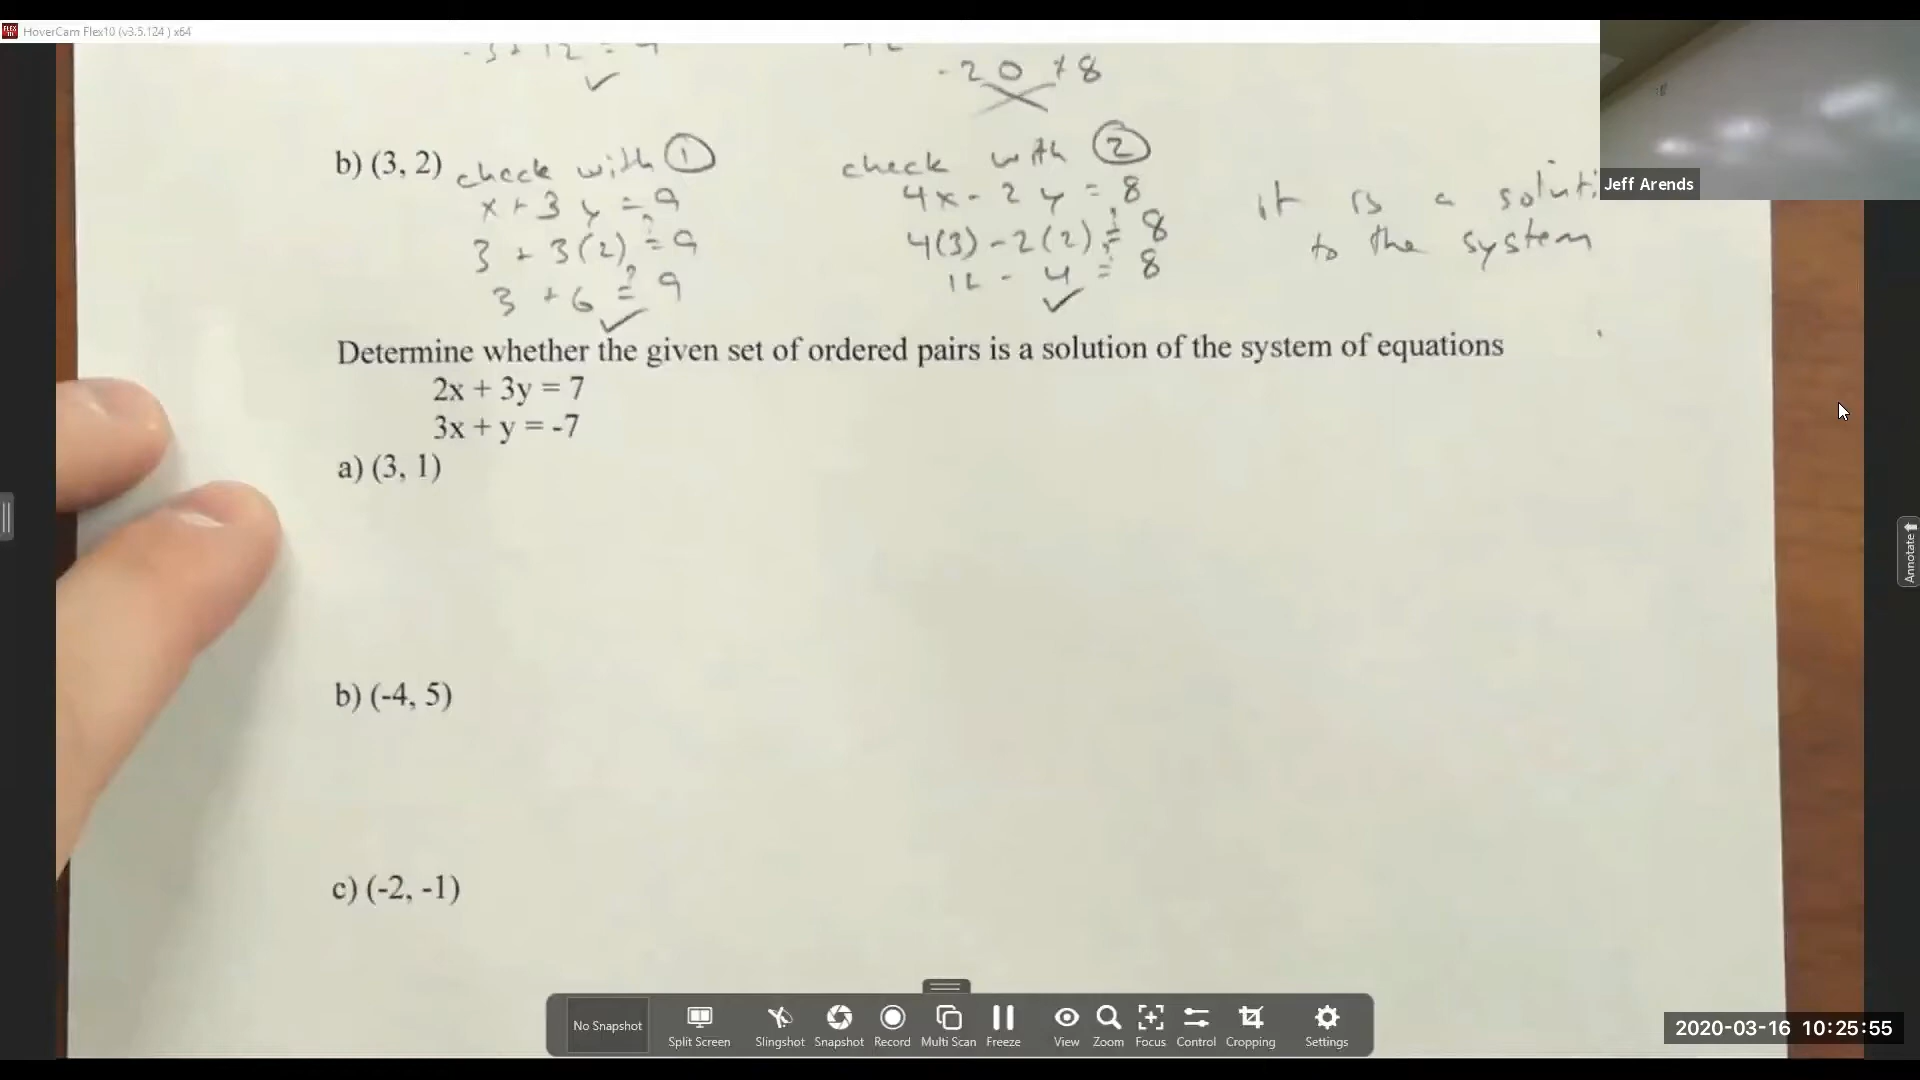 HoverCam Flex10 (v3.5.124 ) x64
-20 ≠ 8
Jeff Arends
b) (3, 2) check with ① check with ②
x + 3y = 9 4x - 2y = 8 it is a
3 + 3(2) ≟ 9 4(3) - 2(2) ≟ 8 to the system
3 + 6 ≟ 9 12 - 4 ≟ 8
Determine whether the given set of ordered pairs is a solution of the system of equations
2x + 3y = 7
3x + y = -7
a) (3, 1)
Annotate
b) (-4, 5)
c) (-2, -1)
No Snapshot Split Screen Slingshot Snapshot Record Multi Scan Freeze View Zoom Focus Control Cropping Settings
2020-03-16 10:25:55